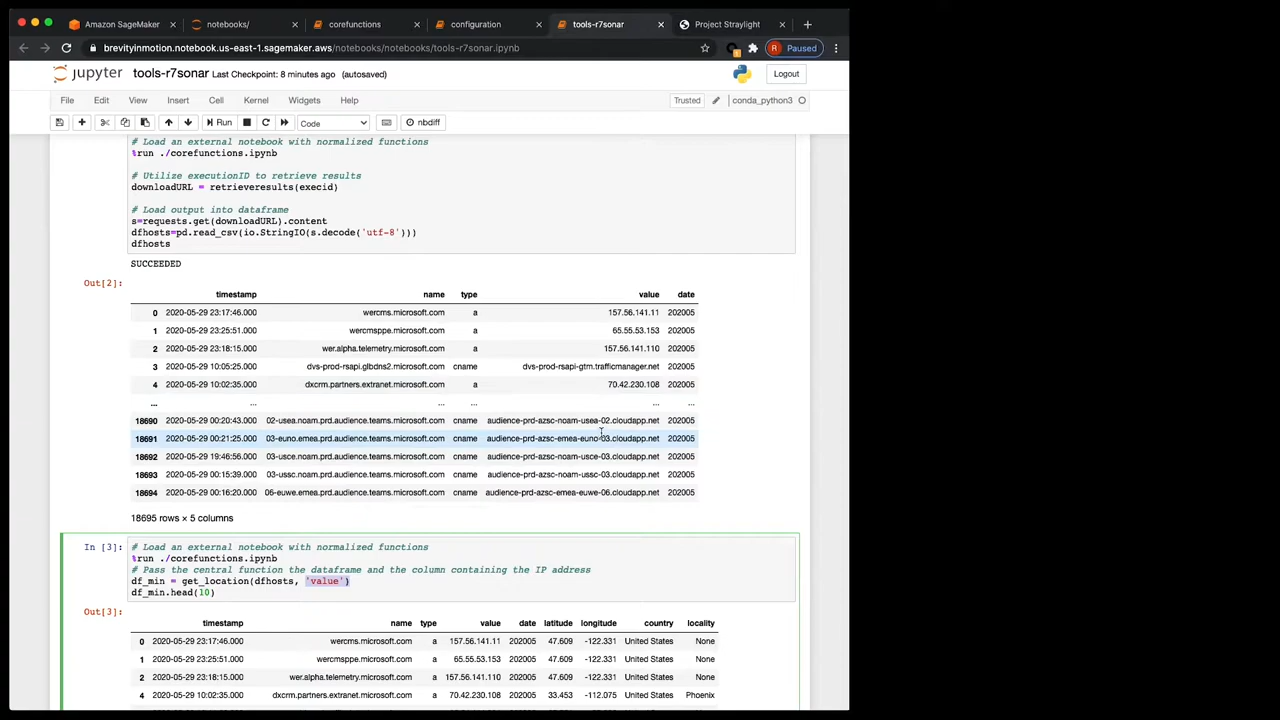 Amazon SageMaker
notebooks/
corefunctions
configuration
tools-r7sonar
Project Straylight
brevityinmotion.notebook.us-east-1.sagemaker.aws/notebooks/notebooks/tools-r7sonar.ipynb
R Paused
jupyter tools-r7sonar Last Checkpoint: 8 minutes ago (autosaved)
Logout
File Edit View Insert Cell Kernel Widgets Help
Trusted conda_python3
Run Code nbdiff
# Load an external notebook with normalized functions
%run ./corefunctions.ipynb
# Utilize executionID to retrieve results
downloadURL = retrieveresults(execid)
# Load output into dataframe
s=requests.get(downloadURL).content
dfhosts=pd.read_csv(io.StringIO(s.decode('utf-8')))
dfhosts
SUCCEEDED
Out[2]:
timestamp name type value date
0 2020-05-29 23:17:46.000 wercms.microsoft.com a 157.56.141.11 202005
1 2020-05-29 23:25:51.000 wercmsppe.microsoft.com a 65.55.53.153 202005
2 2020-05-29 23:18:15.000 wer.alpha.telemetry.microsoft.com a 157.56.141.110 202005
3 2020-05-29 10:05:25.000 dvs-prod-rsapi.glbdns2.microsoft.com cname dvs-prod-rsapi-gtm.trafficmanager.net 202005
4 2020-05-29 10:02:35.000 dxcrm.partners.extranet.microsoft.com a 70.42.230.108 202005
... ... ... ... ... ...
18690 2020-05-29 00:20:43.000 02-usea.noam.prd.audience.teams.microsoft.com cname audience-prd-azsc-noam-usea-02.cloudapp.net 202005
18691 2020-05-29 00:21:25.000 03-euno.emea.prd.audience.teams.microsoft.com cname audience-prd-azsc-emea-euno-03.cloudapp.net 202005
18692 2020-05-29 19:46:56.000 03-usce.noam.prd.audience.teams.microsoft.com cname audience-prd-azsc-noam-usce-03.cloudapp.net 202005
18693 2020-05-29 00:15:39.000 03-ussc.noam.prd.audience.teams.microsoft.com cname audience-prd-azsc-noam-ussc-03.cloudapp.net 202005
18694 2020-05-29 00:16:20.000 06-euwe.emea.prd.audience.teams.microsoft.com cname audience-prd-azsc-emea-euwe-06.cloudapp.net 202005
18695 rows × 5 columns
In [3]:
# Load an external notebook with normalized functions
%run ./corefunctions.ipynb
# Pass the central function the dataframe and the column containing the IP address
df_min = get_location(dfhosts, 'value')
df_min.head(10)
Out[3]:
timestamp name type value date latitude longitude country locality
0 2020-05-29 23:17:46.000 wercms.microsoft.com a 157.56.141.11 202005 47.609 -122.331 United States None
1 2020-05-29 23:25:51.000 wercmsppe.microsoft.com a 65.55.53.153 202005 47.609 -122.331 United States None
2 2020-05-29 23:18:15.000 wer.alpha.telemetry.microsoft.com a 157.56.141.110 202005 47.609 -122.331 United States None
4 2020-05-29 10:02:35.000 dxcrm.partners.extranet.microsoft.com a 70.42.230.108 202005 33.453 -112.075 United States Phoenix